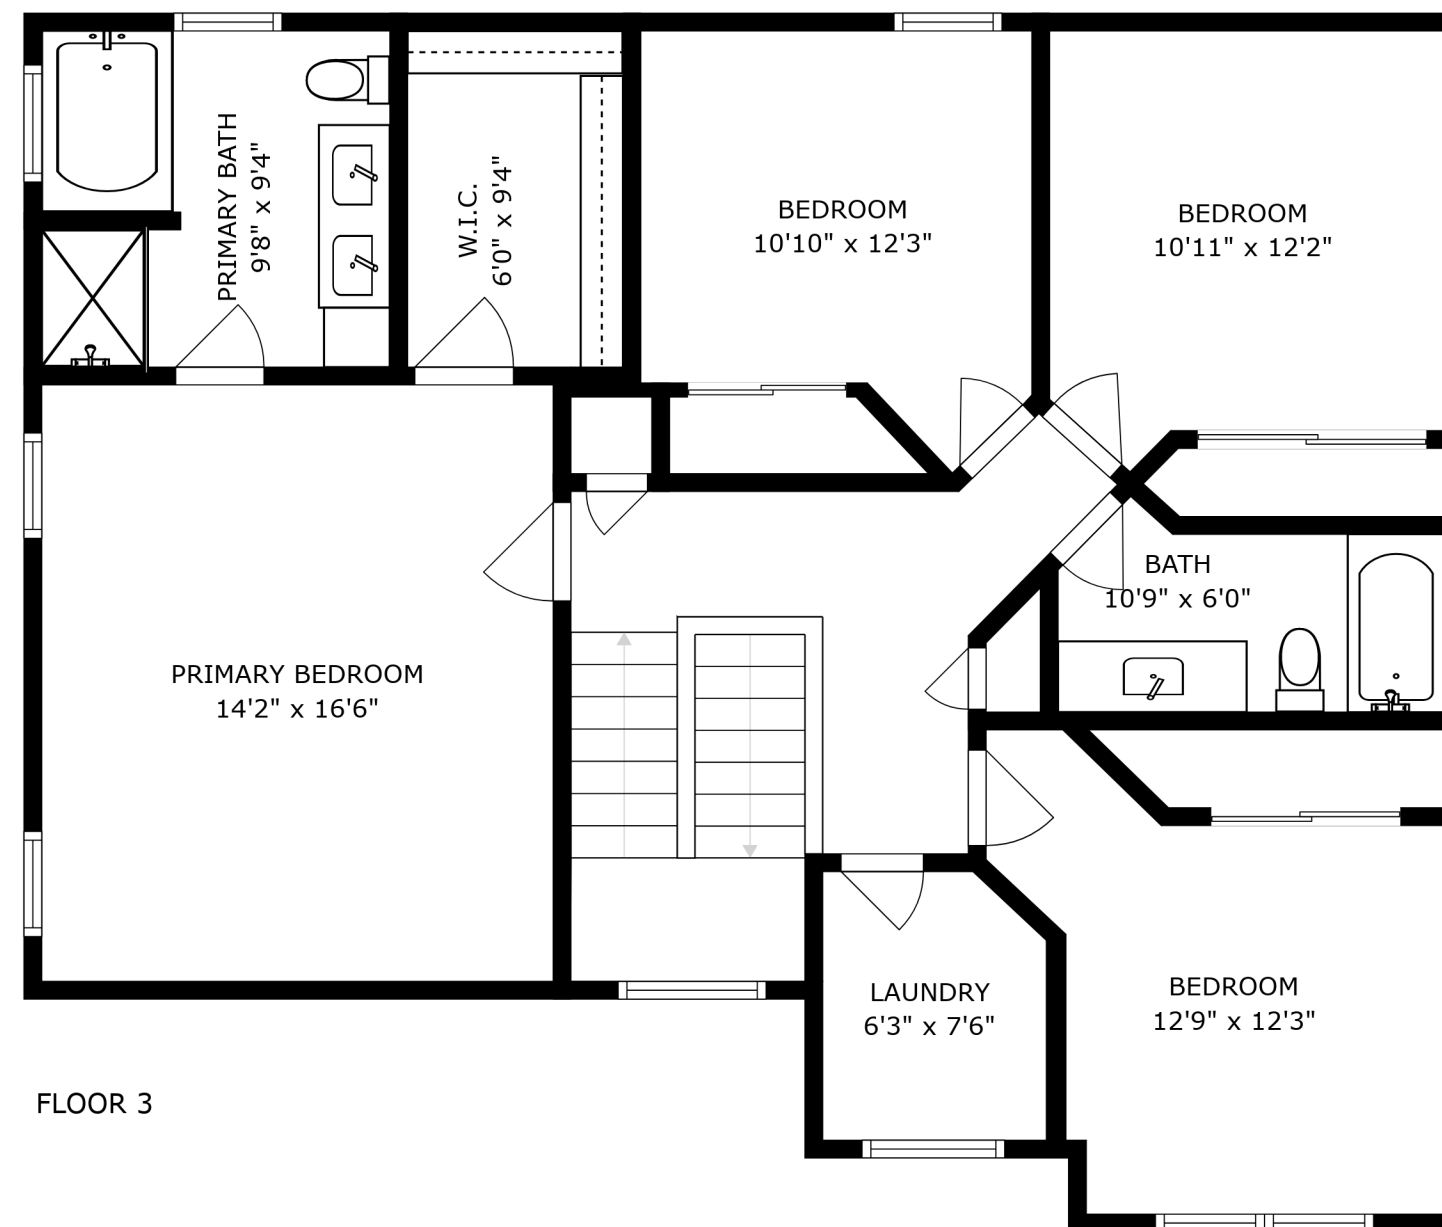 PRIMARY BATH
9'8" x 9'4"
W.I.C.
6'0" x 9'4"
BEDROOM
10'10" x 12'3"
BEDROOM
10'11" x 12'2"
BATH
10'9" x 6'0"
PRIMARY BEDROOM
14'2" x 16'6"
LAUNDRY
6'3" x 7'6"
BEDROOM
12'9" x 12'3"
FLOOR 3